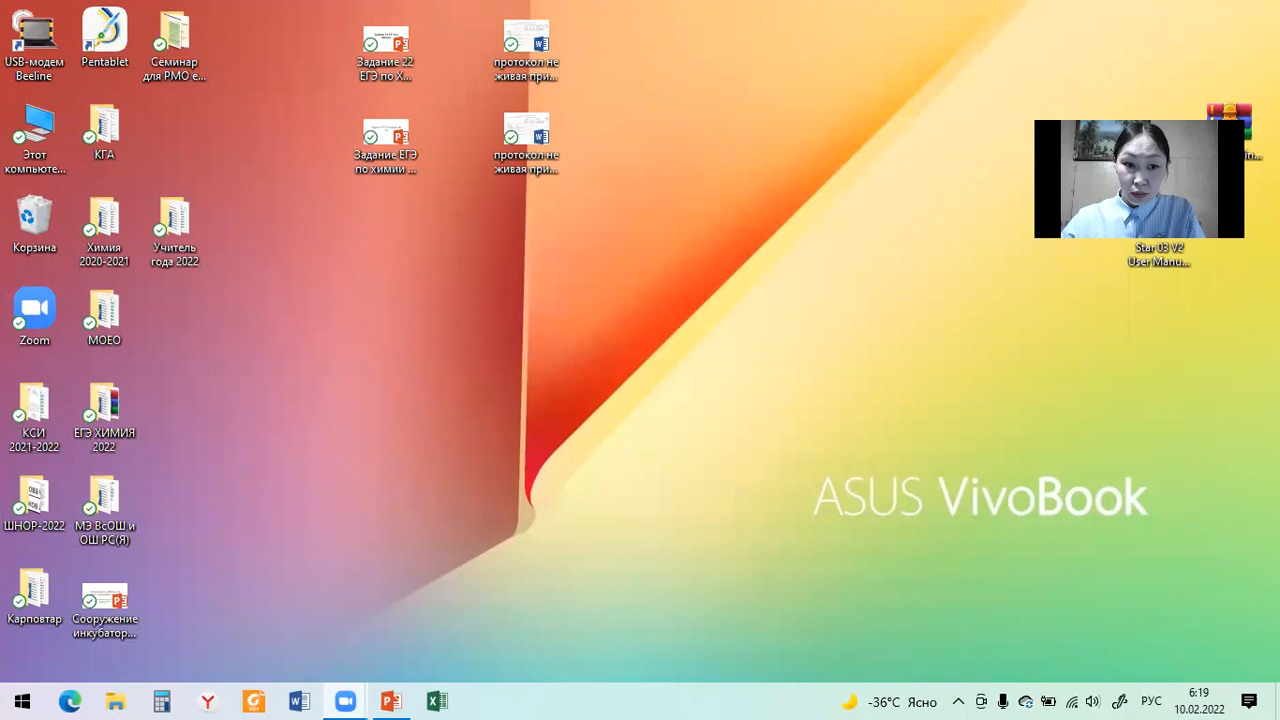 USB-модем
Beeline
Pentablet
Семинар
для РМО е...
Задание 22
ЕГЭ по Х...
протокол не
живая при...
Этот
компьюте...
КГА
Задание ЕГЭ
по химии ...
протокол не
живая при...
Корзина
Химия
2020-2021
Учитель
года 2022
Star 03 V2
User Manu...
Zoom
МОЕО
КСИ
2021-2022
ЕГЭ ХИМИЯ
2022
ASUS VivoBook
ШНОР-2022
МЭ ВсОШ и
ОШ РС(Я)
Карповтар
Сооружение
инкубатор...
-36°C Ясно
РУС
6:19
10.02.2022